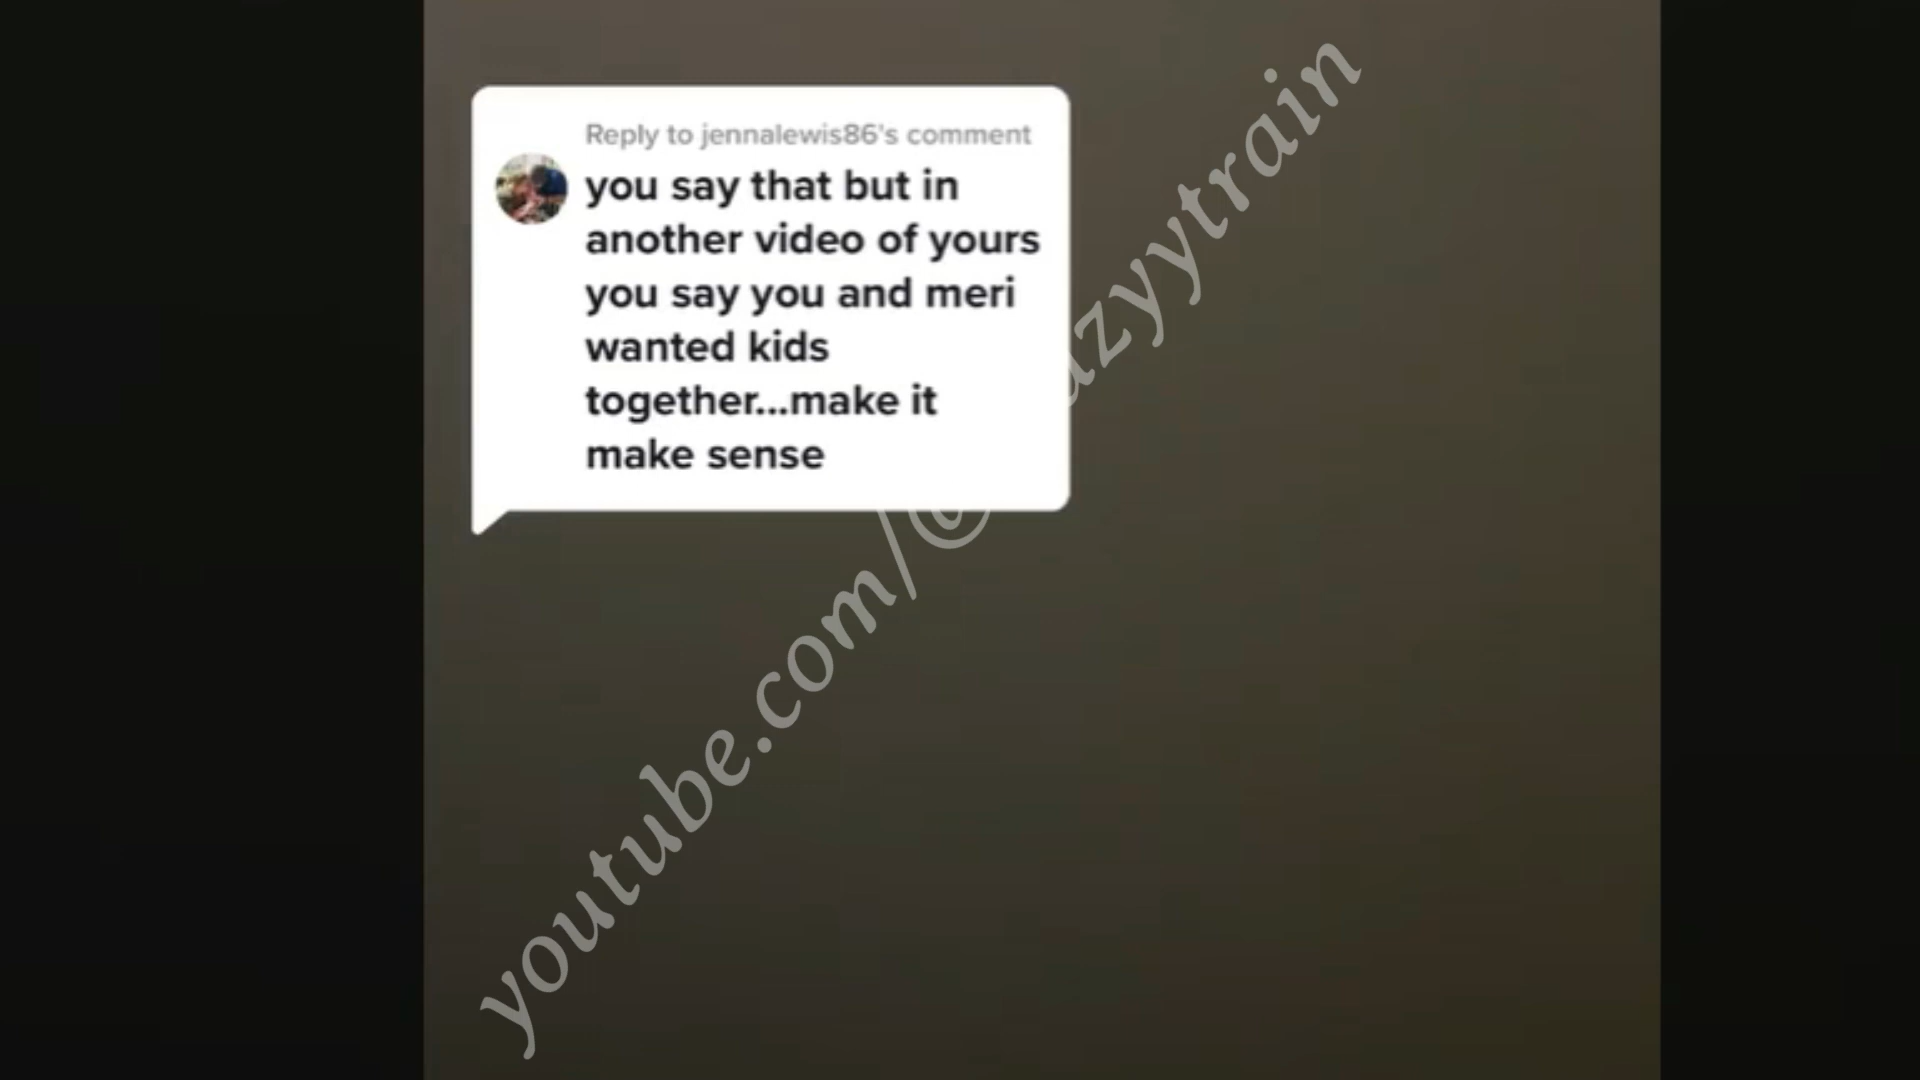 Reply to jennalewis86's comment
you say that but in
another video of yours
you say you and meri
wanted kids
together...make it
make sense
youtube.com/@
azyytrain